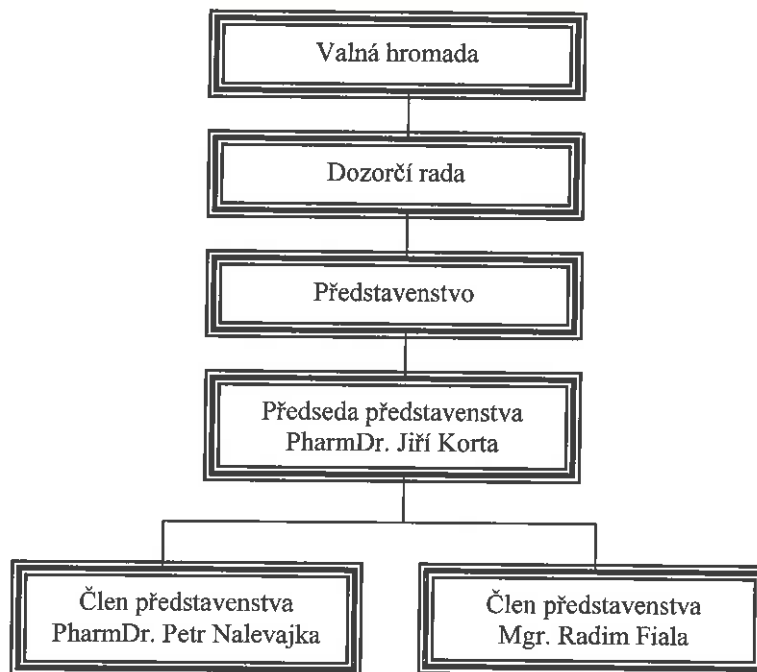 Valná hromada
Dozorčí rada
Představenstvo
Předseda představenstva
PharmDr. Jiří Korta
Člen představenstva
PharmDr. Petr Nalevajka
Člen představenstva
Mgr. Radim Fiala